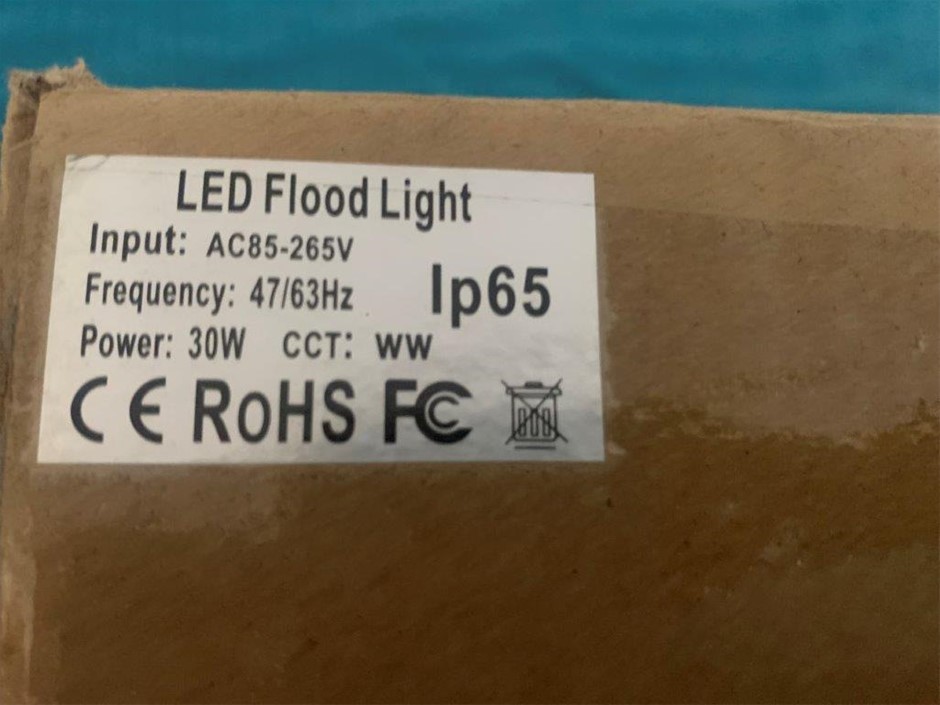 LED Flood Light
Input: AC85-265V
Frequency: 47/63Hz
Ip65
Power: 30W CCT: WW
CE RoHS FC